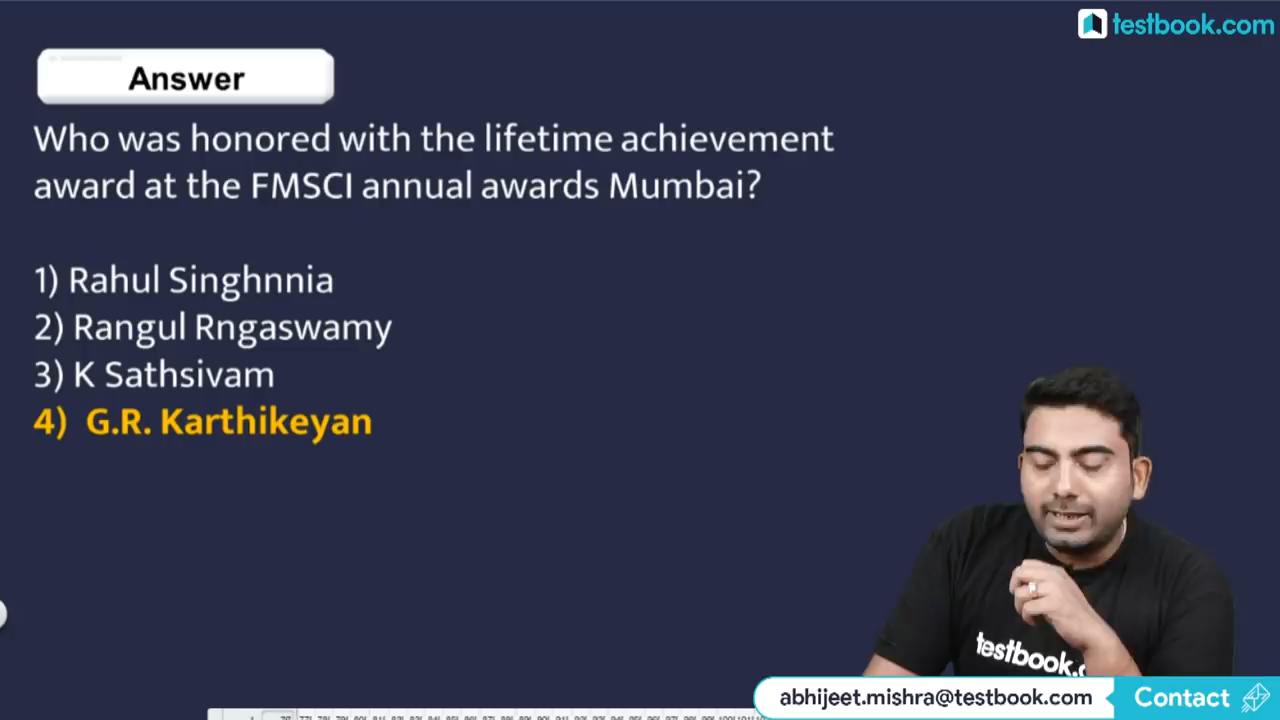 testbook.com
Answer
Who was honored with the lifetime achievement
award at the FMSCI annual awards Mumbai?
1) Rahul Singhnnia
2) Rangul Rngaswamy
3) K Sathsivam
4) G.R. Karthikeyan
testbook.c
abhijeet.mishra@testbook.com
Contact